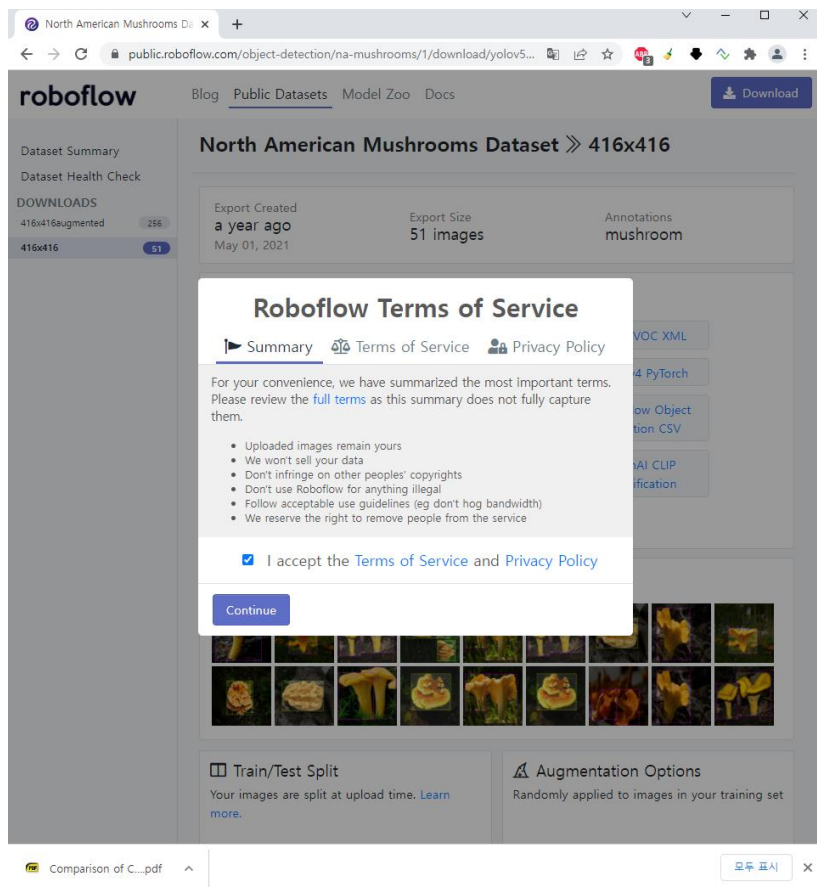 North American Mushrooms Da
public.roboflow.com/object-detection/na-mushrooms/1/download/yolov5...
ABP
3
roboflow
Blog Public Datasets Model Zoo Docs
Download
Dataset Summary
Dataset Health Check
DOWNLOADS
416x416augmented 256
416x416 51
North American Mushrooms Dataset 416x416
Export Created
a year ago
May 01, 2021
Export Size
51 images
Annotations
mushroom
VOC XML
v4 PyTorch
ow Object
tion CSV
nAI CLIP
ification
Roboflow Terms of Service
Summary Terms of Service Privacy Policy
For your convenience, we have summarized the most important terms.
Please review the full terms as this summary does not fully capture
them.
• Uploaded images remain yours
• We won't sell your data
• Don't infringe on other peoples' copyrights
• Don't use Roboflow for anything illegal
• Follow acceptable use guidelines (eg don't hog bandwidth)
• We reserve the right to remove people from the service
I accept the Terms of Service and Privacy Policy
Continue
Train/Test Split
Your images are split at upload time. Learn
more.
Augmentation Options
Randomly applied to images in your training set
PDF
Comparison of C....pdf
모두 표시